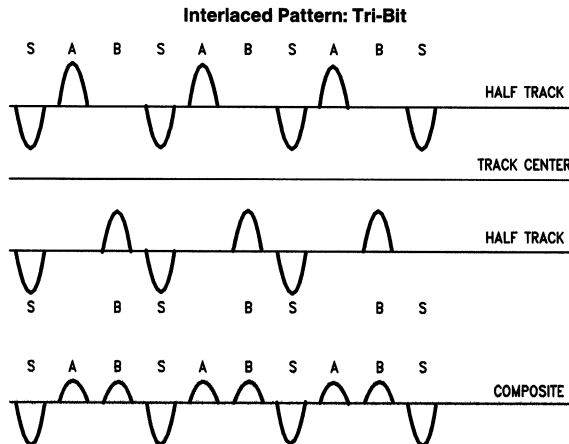 Interlaced Pattern: Tri-Bit
S A B S A B S A B S
HALF TRACK
TRACK CENTER
HALF TRACK
S B S B S B S
S A B S A B S A B S
COMPOSITE